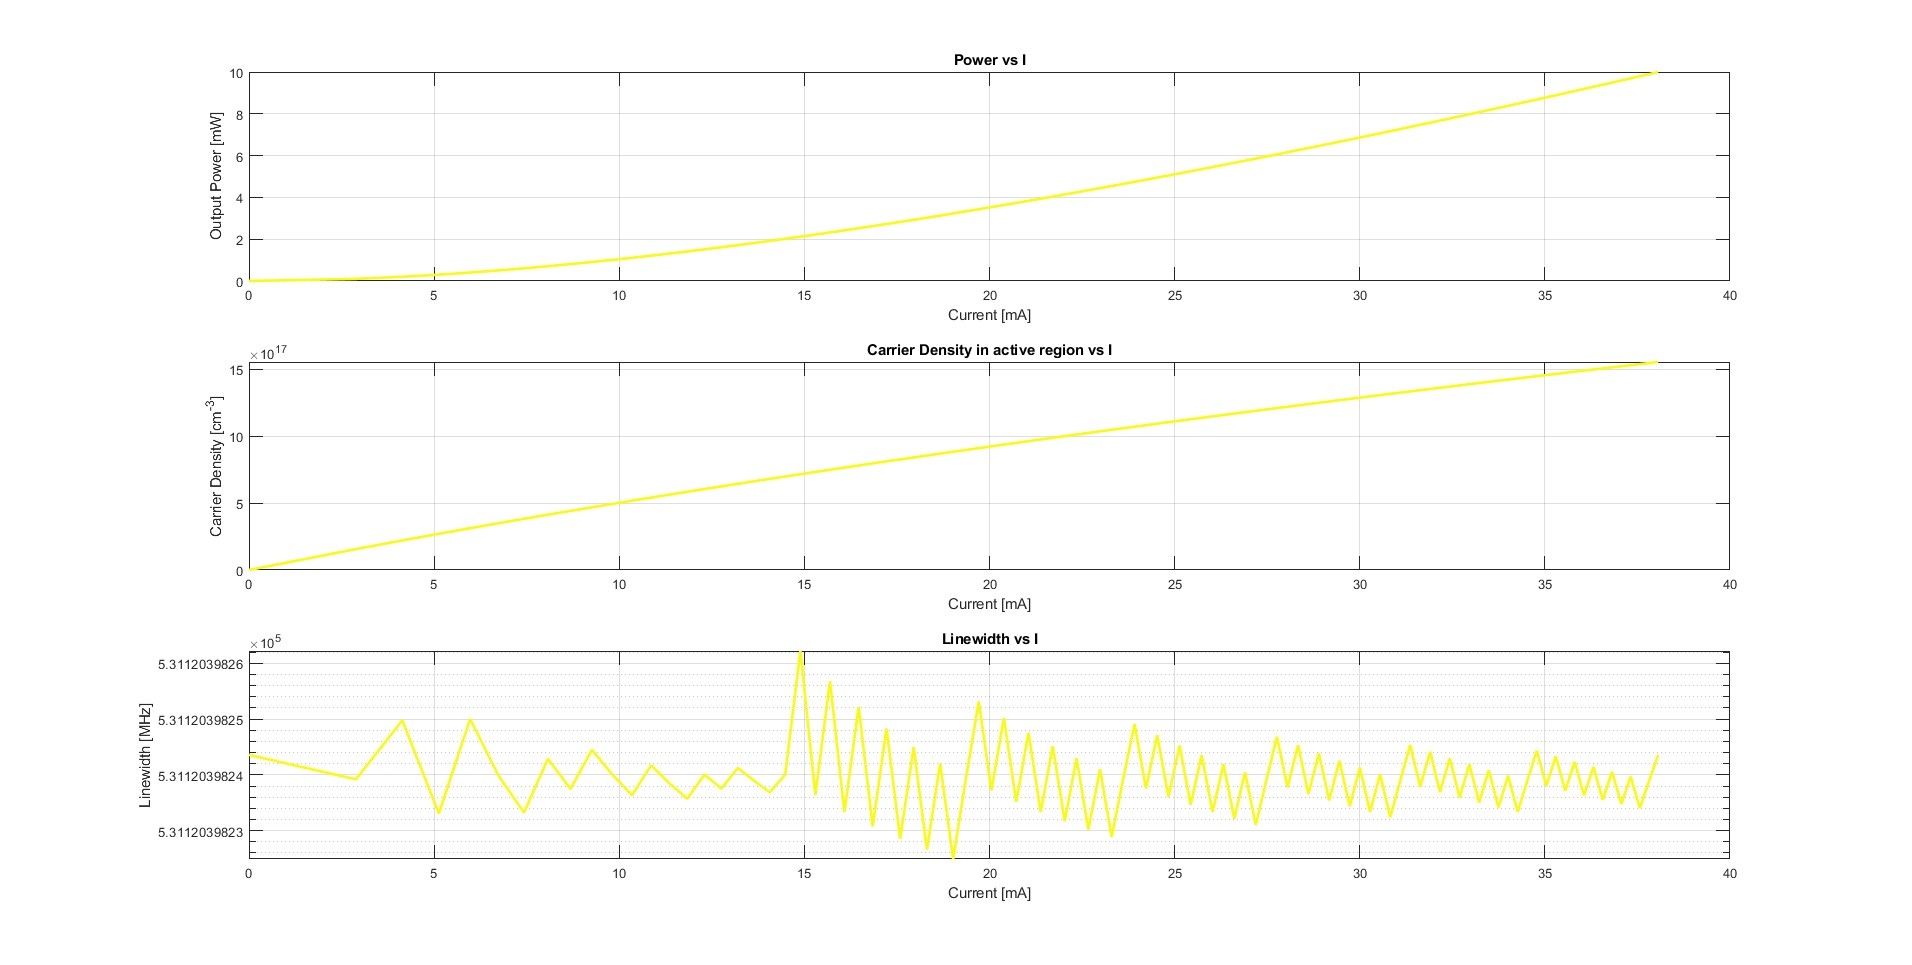 Power vs I
Output Power [mW]
10
8
6
4
2
0
0 5 10 15 20 25 30 35 40
Current [mA]
Carrier Density in active region vs I
×10^17
Carrier Density [cm^-3]
15
10
5
0
0 5 10 15 20 25 30 35 40
Current [mA]
Linewidth vs I
×10^5
Linewidth [MHz]
5.3112039826
5.3112039825
5.3112039824
5.3112039823
0 5 10 15 20 25 30 35 40
Current [mA]